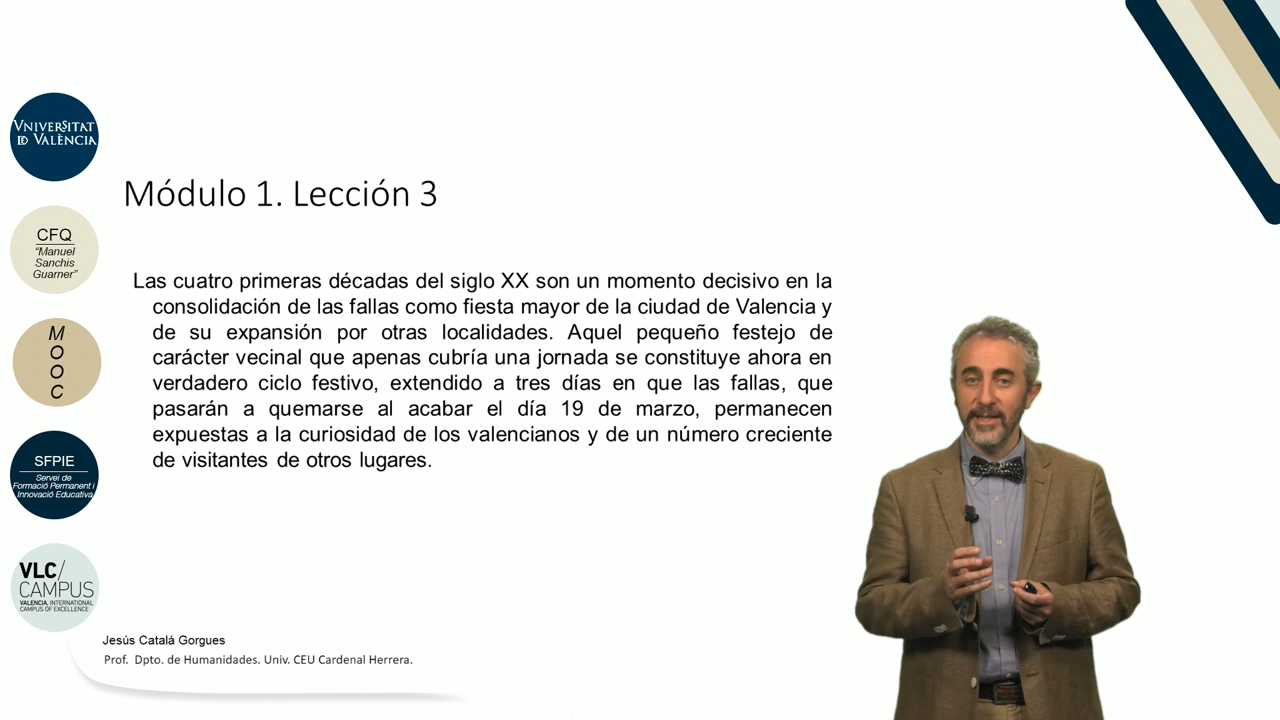 VNIVERSITAT
ID VALÈNCIA
CFQ
"Manuel
Sanchis
Guarner"
M
O
O
C
SFPIE
Servei de
Formació Permanent i
Innovació Educativa
VLC/
CAMPUS
VALENCIA, INTERNATIONAL
CAMPUS OF EXCELLENCE
Módulo 1. Lección 3
Las cuatro primeras décadas del siglo XX son un momento decisivo en la
consolidación de las fallas como fiesta mayor de la ciudad de Valencia y
de su expansión por otras localidades. Aquel pequeño festejo de
carácter vecinal que apenas cubría una jornada se constituye ahora en
verdadero ciclo festivo, extendido a tres días en que las fallas, que
pasarán a quemarse al acabar el día 19 de marzo, permanecen
expuestas a la curiosidad de los valencianos y de un número creciente
de visitantes de otros lugares.
Jesús Catalá Gorgues
Prof. Dpto. de Humanidades. Univ. CEU Cardenal Herrera.